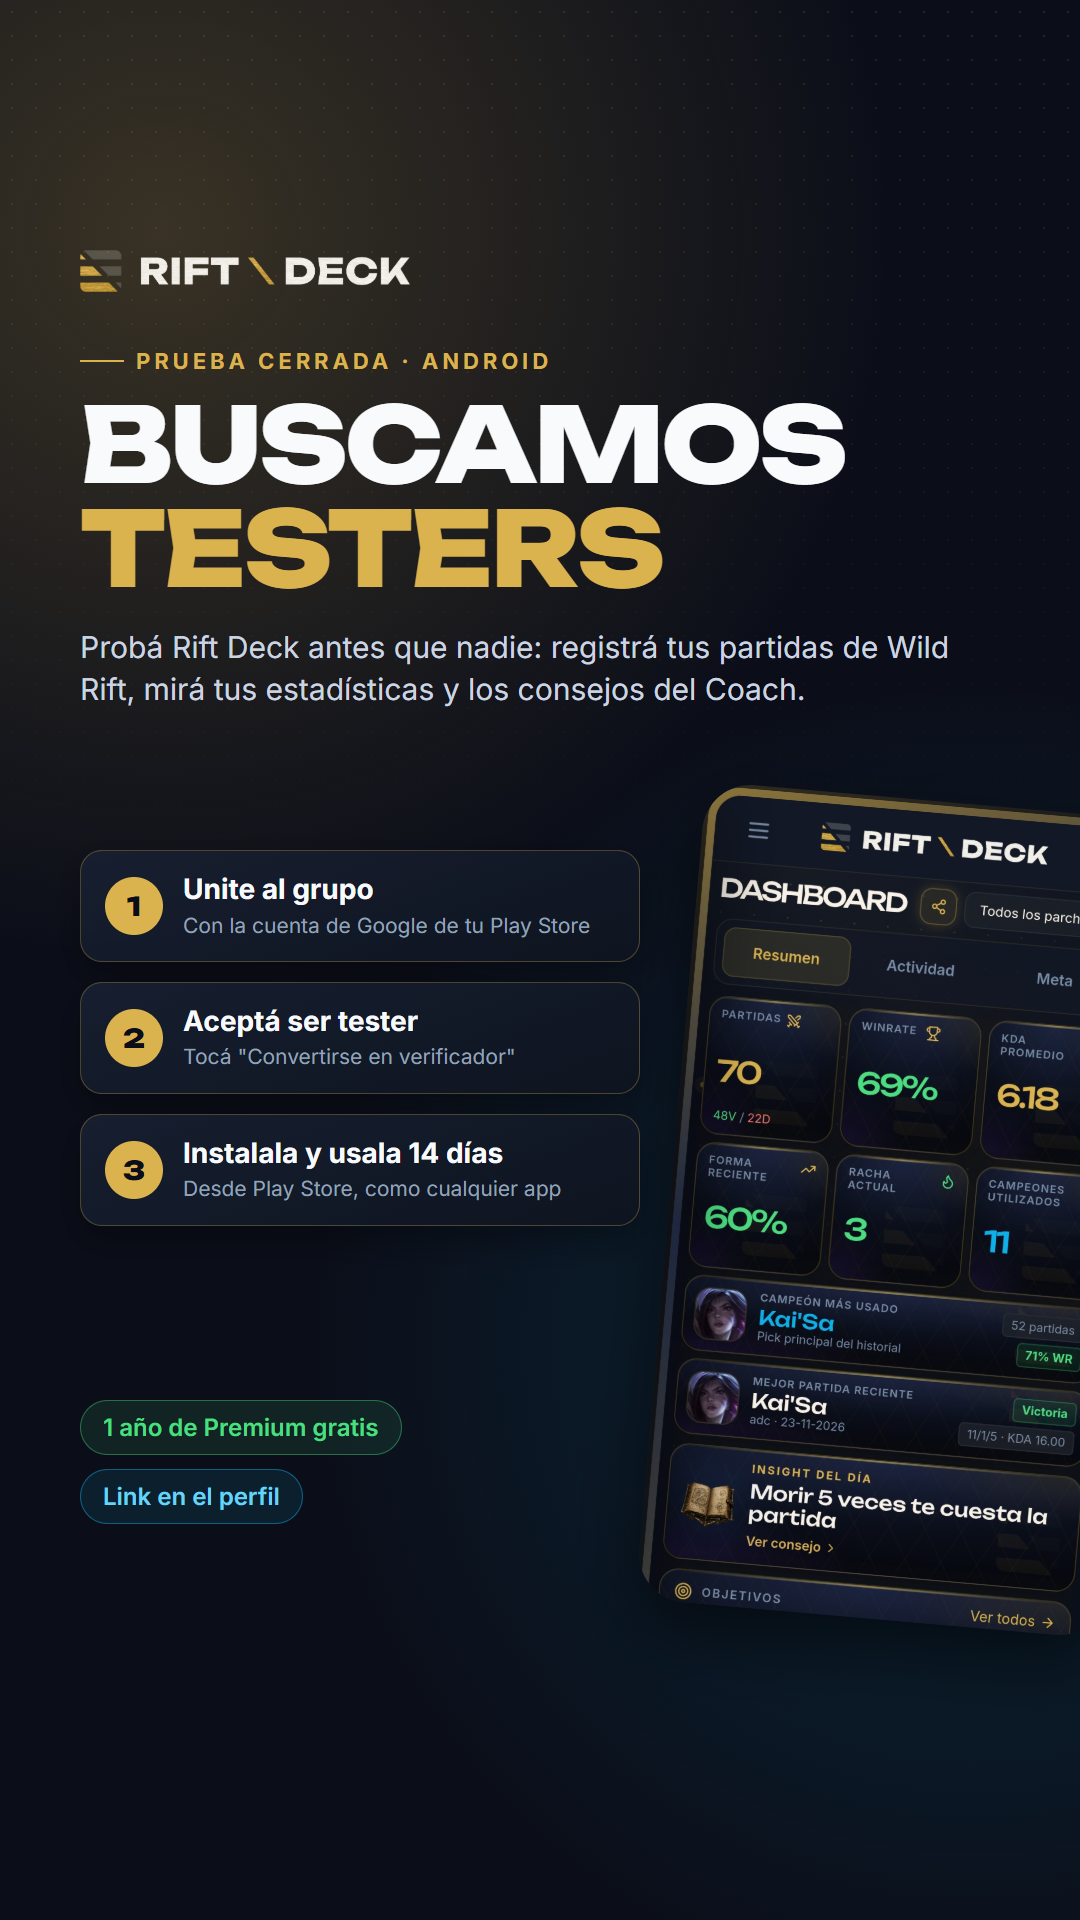 RIFT \ DECK
PRUEBA CERRADA · ANDROID
BUSCAMOS
TESTERS
Probá Rift Deck antes que nadie: registrá tus partidas de Wild
Rift, mirá tus estadísticas y los consejos del Coach.
1
Unite al grupo
Con la cuenta de Google de tu Play Store
2
Aceptá ser tester
Tocá "Convertirse en verificador"
3
Instalala y usala 14 días
Desde Play Store, como cualquier app
1 año de Premium gratis
Link en el perfil
RIFT \ DECK
DASHBOARD
Todos los parch
Resumen
Actividad
Meta
PARTIDAS
70
48V / 22D
WINRATE
69%
KDA
PROMEDIO
6.18
FORMA
RECIENTE
60%
RACHA
ACTUAL
3
CAMPEONES
UTILIZADOS
11
CAMPEÓN MÁS USADO
Kai'Sa
Pick principal del historial
52 partidas
71% WR
MEJOR PARTIDA RECIENTE
Kai'Sa
adc · 23-11-2026
Victoria
11/1/5 · KDA 16.00
INSIGHT DEL DÍA
Morir 5 veces te cuesta la
partida
Ver consejo >
OBJETIVOS
Ver todos →